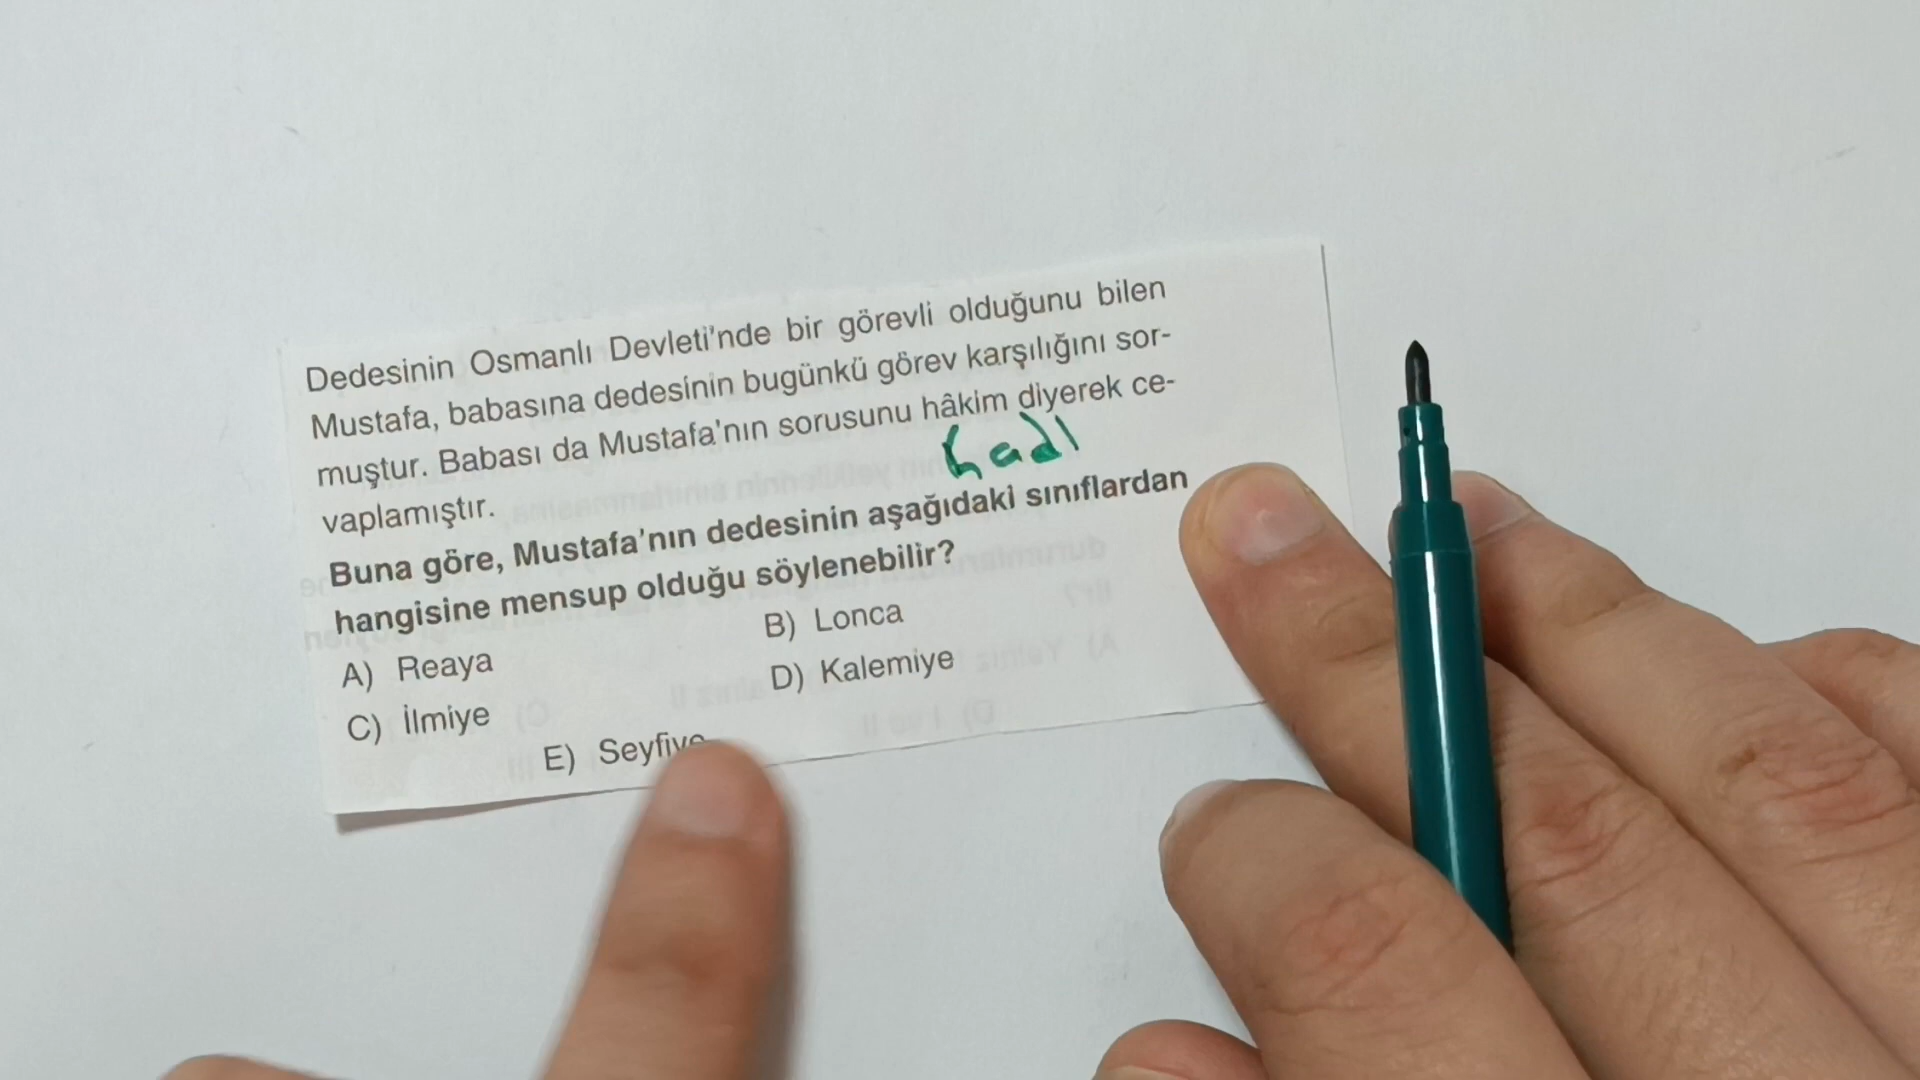 Dedesinin Osmanlı Devleti'nde bir görevli olduğunu bilen
Mustafa, babasına dedesinin bugünkü görev karşılığını sor-
muştur. Babası da Mustafa'nın sorusunu hâkim diyerek ce-
vaplamıştır.
kadı
Buna göre, Mustafa'nın dedesinin aşağıdaki sınıflardan
hangisine mensup olduğu söylenebilir?
A) Reaya
B) Lonca
C) İlmiye
D) Kalemiye
E) Seyfiye